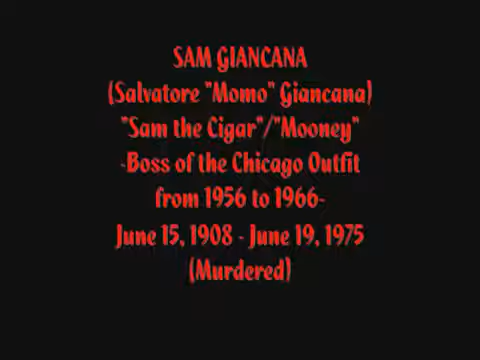 SAM GIANCANA
(Salvatore "Momo" Giancana)
"Sam the Cigar"/"Mooney"
-Boss of the Chicago Outfit
from 1956 to 1966-
June 15, 1908 - June 19, 1975
(Murdered)